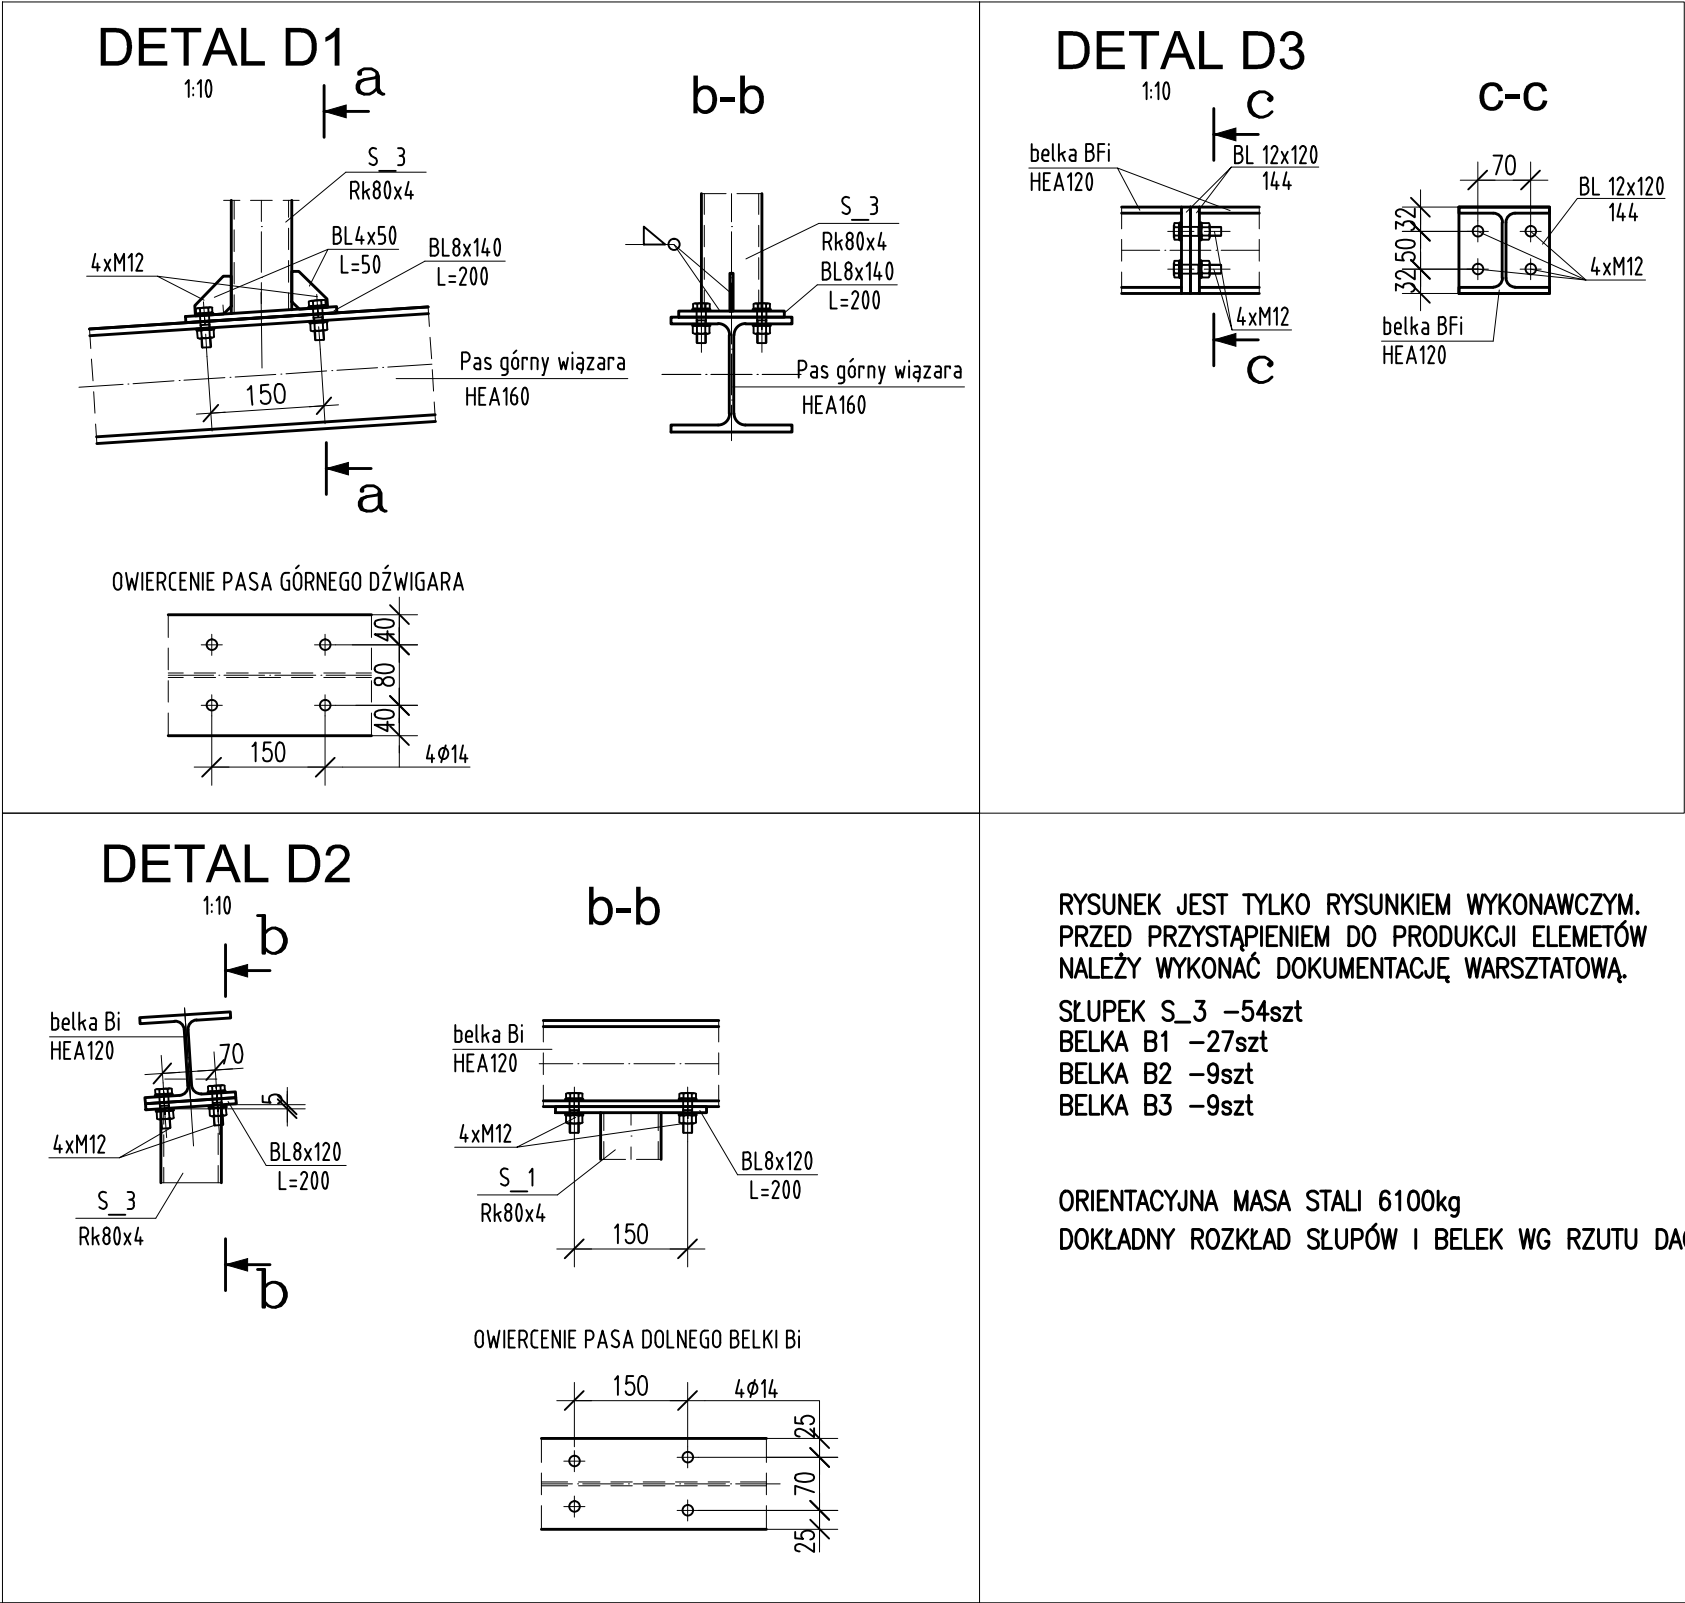 DETAL D1
1:10
a
S_3
Rk80x4
BL4x50
L=50
BL8x140
L=200
4xM12
Pas górny wiązara
HEA160
150
a
b-b
S_3
Rk80x4
BL8x140
L=200
Pas górny wiązara
HEA160
OWIERCENIE PASA GÓRNEGO DŹWIGARA
40
80
40
150
4ϕ14
DETAL D3
1:10
c
belka BFi
HEA120
BL 12x120
144
4xM12
c
c-c
70
BL 12x120
144
32
50
32
4xM12
belka BFi
HEA120
DETAL D2
1:10
b
belka Bi
HEA120
70
5
4xM12
BL8x120
L=200
S_3
Rk80x4
b
b-b
belka Bi
HEA120
4xM12
S_1
Rk80x4
BL8x120
L=200
150
OWIERCENIE PASA DOLNEGO BELKI Bi
150
4ϕ14
25
70
25
RYSUNEK JEST TYLKO RYSUNKIEM WYKONAWCZYM.
PRZED PRZYSTĄPIENIEM DO PRODUKCJI ELEMETÓW
NALEŻY WYKONAĆ DOKUMENTACJĘ WARSZTATOWĄ.
SŁUPEK S_3 -54szt
BELKA B1 -27szt
BELKA B2 -9szt
BELKA B3 -9szt
ORIENTACYJNA MASA STALI 6100kg
DOKŁADNY ROZKŁAD SŁUPÓW I BELEK WG RZUTU